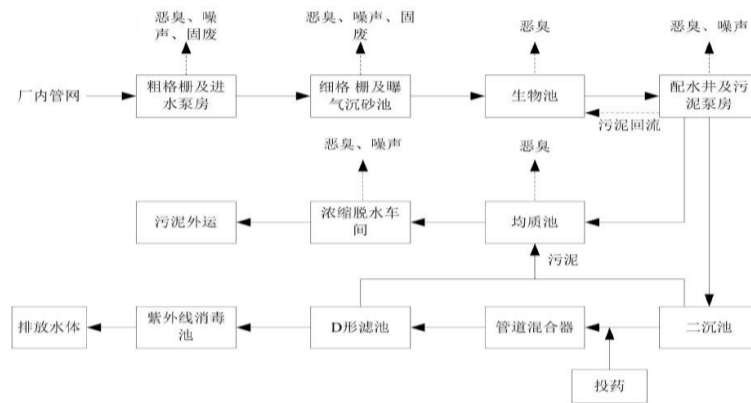 恶臭、噪
声、固废
恶臭、噪声、固
废
恶臭
恶臭、噪声
厂内管网
粗格栅及进
水泵房
细格 栅及曝
气沉砂池
生物池
配水井及污
泥泵房
污泥回流
恶臭、噪声
恶臭
污泥外运
浓缩脱水车
间
均质池
污泥
排放水体
紫外线消毒
池
D形滤池
管道混合器
二沉池
投药